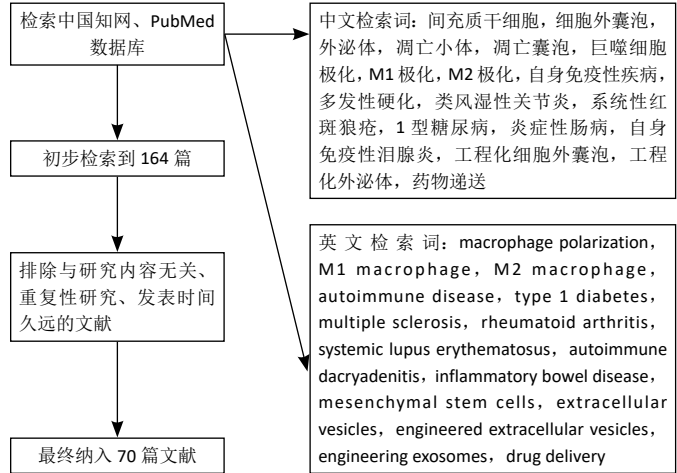 检索中国知网、PubMed
数据库
初步检索到 164 篇
排除与研究内容无关、
重复性研究、发表时间
久远的文献
最终纳入 70 篇文献
中文检索词：间充质干细胞，细胞外囊泡，
外泌体，凋亡小体，凋亡囊泡，巨噬细胞
极化，M1 极化，M2 极化，自身免疫性疾病，
多发性硬化，类风湿性关节炎，系统性红
斑狼疮，1 型糖尿病，炎症性肠病，自身
免疫性泪腺炎，工程化细胞外囊泡，工程
化外泌体，药物递送
英文检索词：macrophage polarization，
M1 macrophage，M2 macrophage，
autoimmune disease，type 1 diabetes，
multiple sclerosis，rheumatoid arthritis，
systemic lupus erythematosus，autoimmune
dacryadenitis，inflammatory bowel disease，
mesenchymal stem cells，extracellular
vesicles，engineered extracellular vesicles，
engineering exosomes，drug delivery